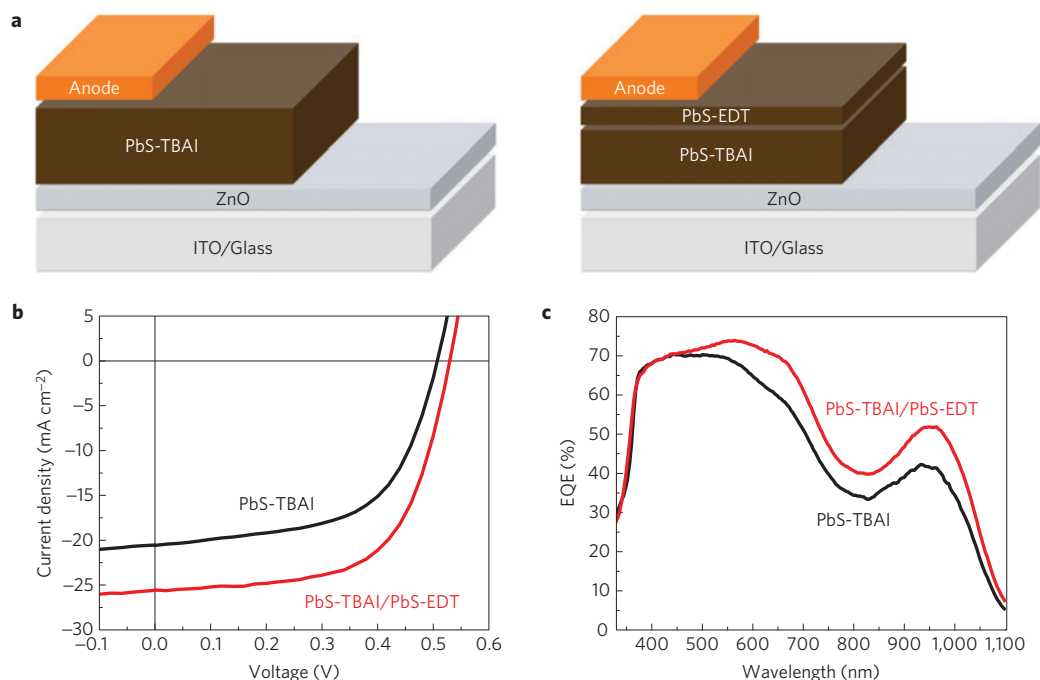 a
Anode
PbS-TBAI
ZnO
ITO/Glass
Anode
PbS-EDT
PbS-TBAI
ZnO
ITO/Glass
b
5
0
−5
−10
−15
−20
−25
−30
Current density (mA cm−2)
PbS-TBAI
PbS-TBAI/PbS-EDT
−0.1
0.0
0.1
0.2
0.3
0.4
0.5
0.6
Voltage (V)
c
80
70
60
50
40
30
20
10
0
EQE (%)
PbS-TBAI/PbS-EDT
PbS-TBAI
400
500
600
700
800
900
1,000
1,100
Wavelength (nm)